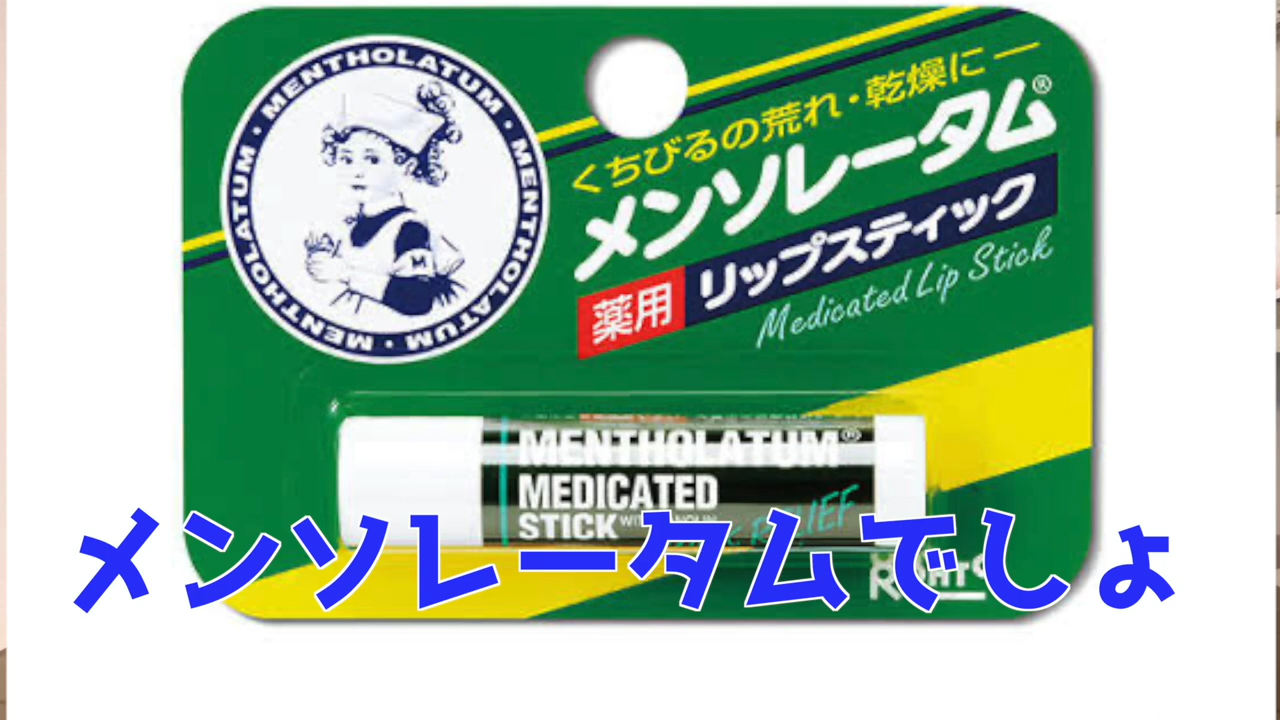 MENTHOLATUM · MENTHOLATUM · MENTHOLATUM · MENTHOLATUM ·
くちびるの荒れ・乾燥に
メンソレータム®
薬用 リップスティック
Medicated Lip Stick
MENTHOLATUM®
MEDICATED
STICK
メンソレータムでしょ